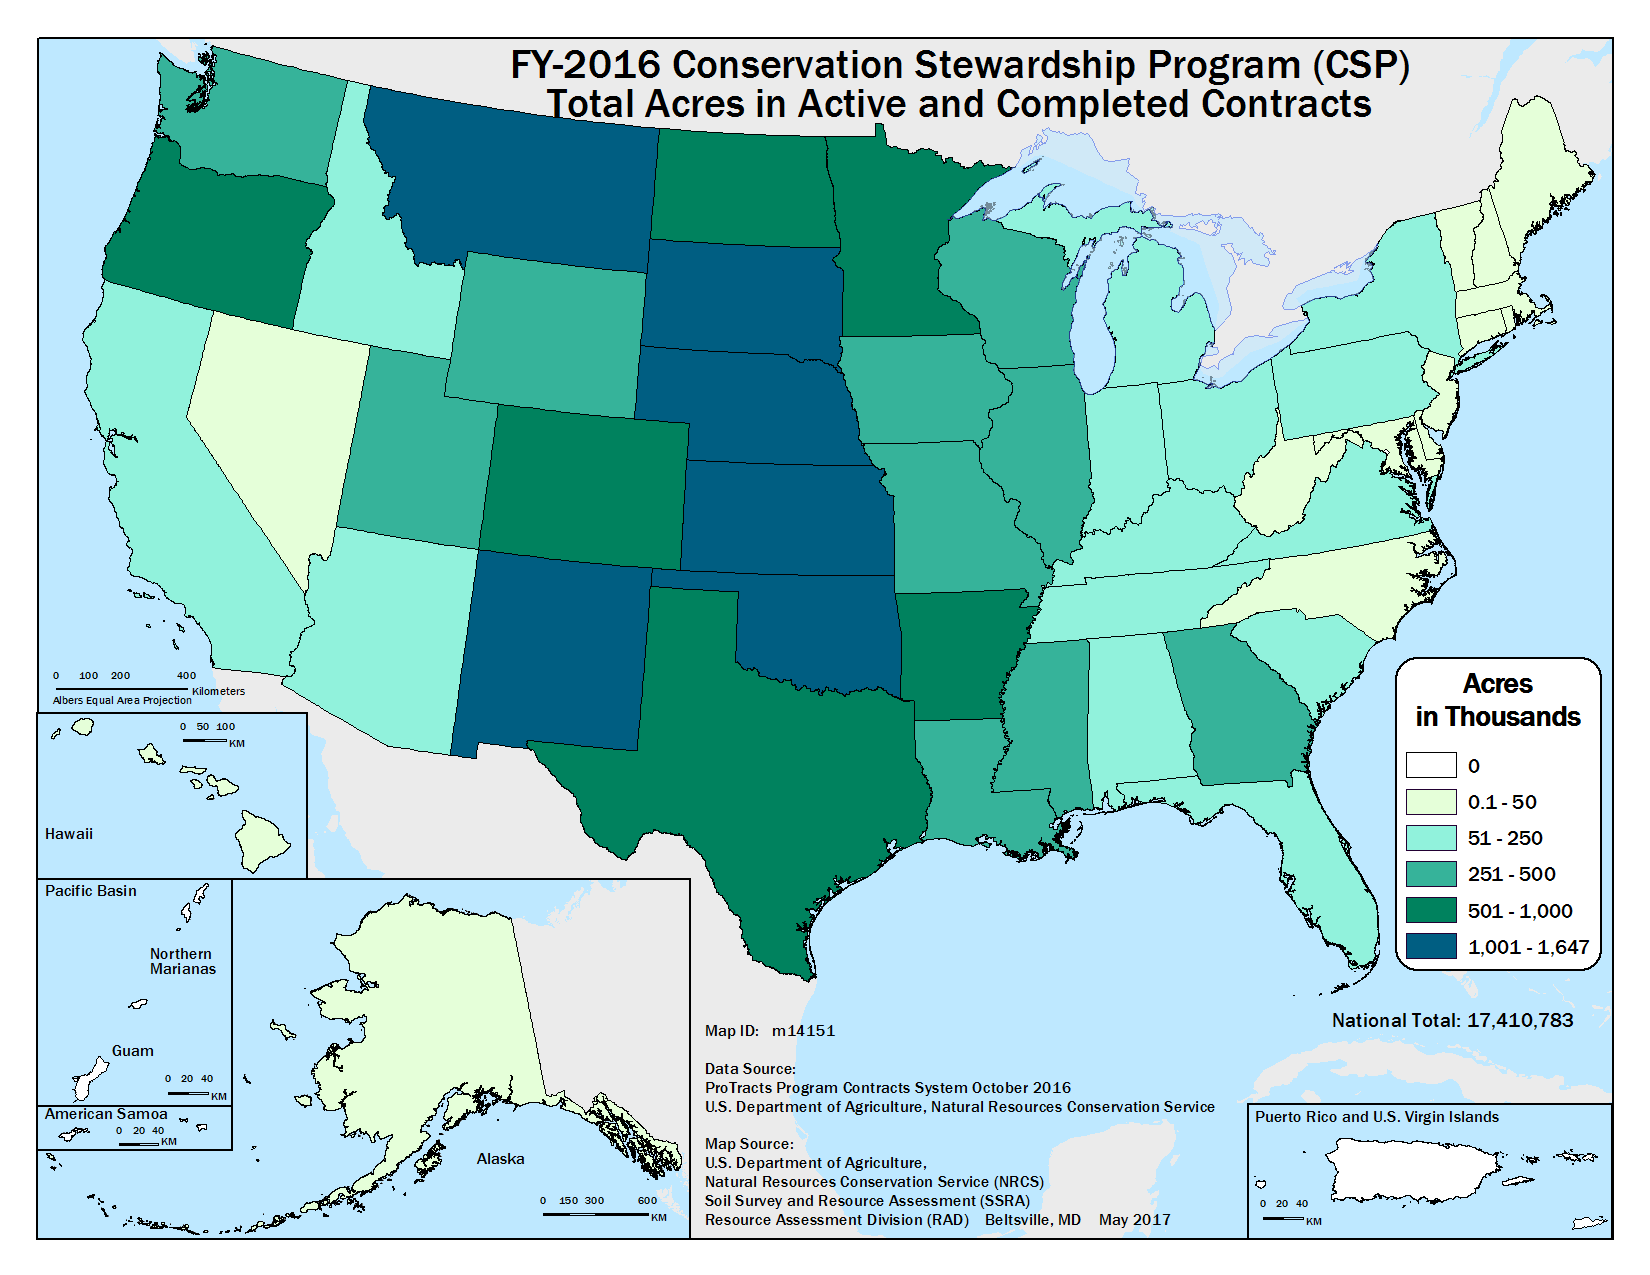 FY-2016 Conservation Stewardship Program (CSP)
Total Acres in Active and Completed Contracts
0 100 200 400
Kilometers
Albers Equal Area Projection
0 50 100
KM
Hawaii
Pacific Basin
Northern
Marianas
Guam
0 20 40
KM
American Samoa
0 20 40
KM
Alaska
0 150 300 600
KM
Acres
in Thousands
0
0.1 - 50
51 - 250
251 - 500
501 - 1,000
1,001 - 1,647
National Total: 17,410,783
Map ID: m14151
Data Source:
ProTracts Program Contracts System October 2016
U.S. Department of Agriculture, Natural Resources Conservation Service
Map Source:
U.S. Department of Agriculture,
Natural Resources Conservation Service (NRCS)
Soil Survey and Resource Assessment (SSRA)
Resource Assessment Division (RAD) Beltsville, MD May 2017
Puerto Rico and U.S. Virgin Islands
0 20 40
KM